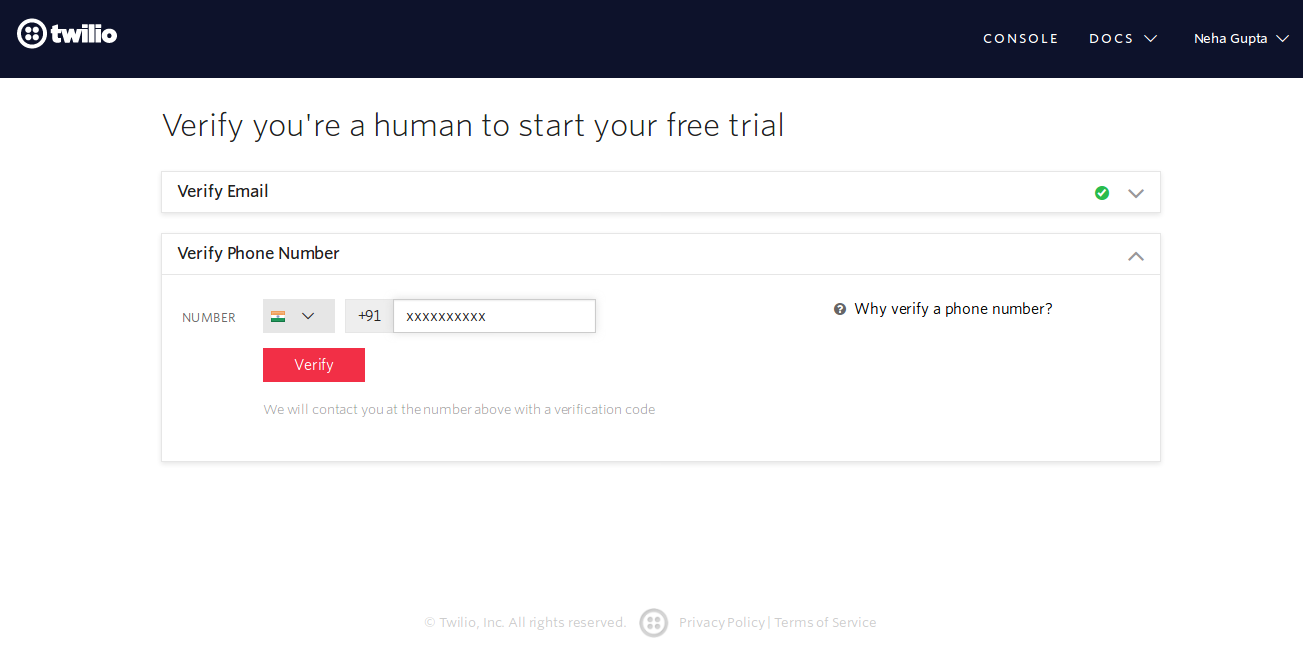 twilio
CONSOLE DOCS Neha Gupta
Verify you're a human to start your free trial
Verify Email
Verify Phone Number
NUMBER +91 xxxxxxxxxx
Why verify a phone number?
Verify
We will contact you at the number above with a verification code
© Twilio, Inc. All rights reserved. Privacy Policy | Terms of Service